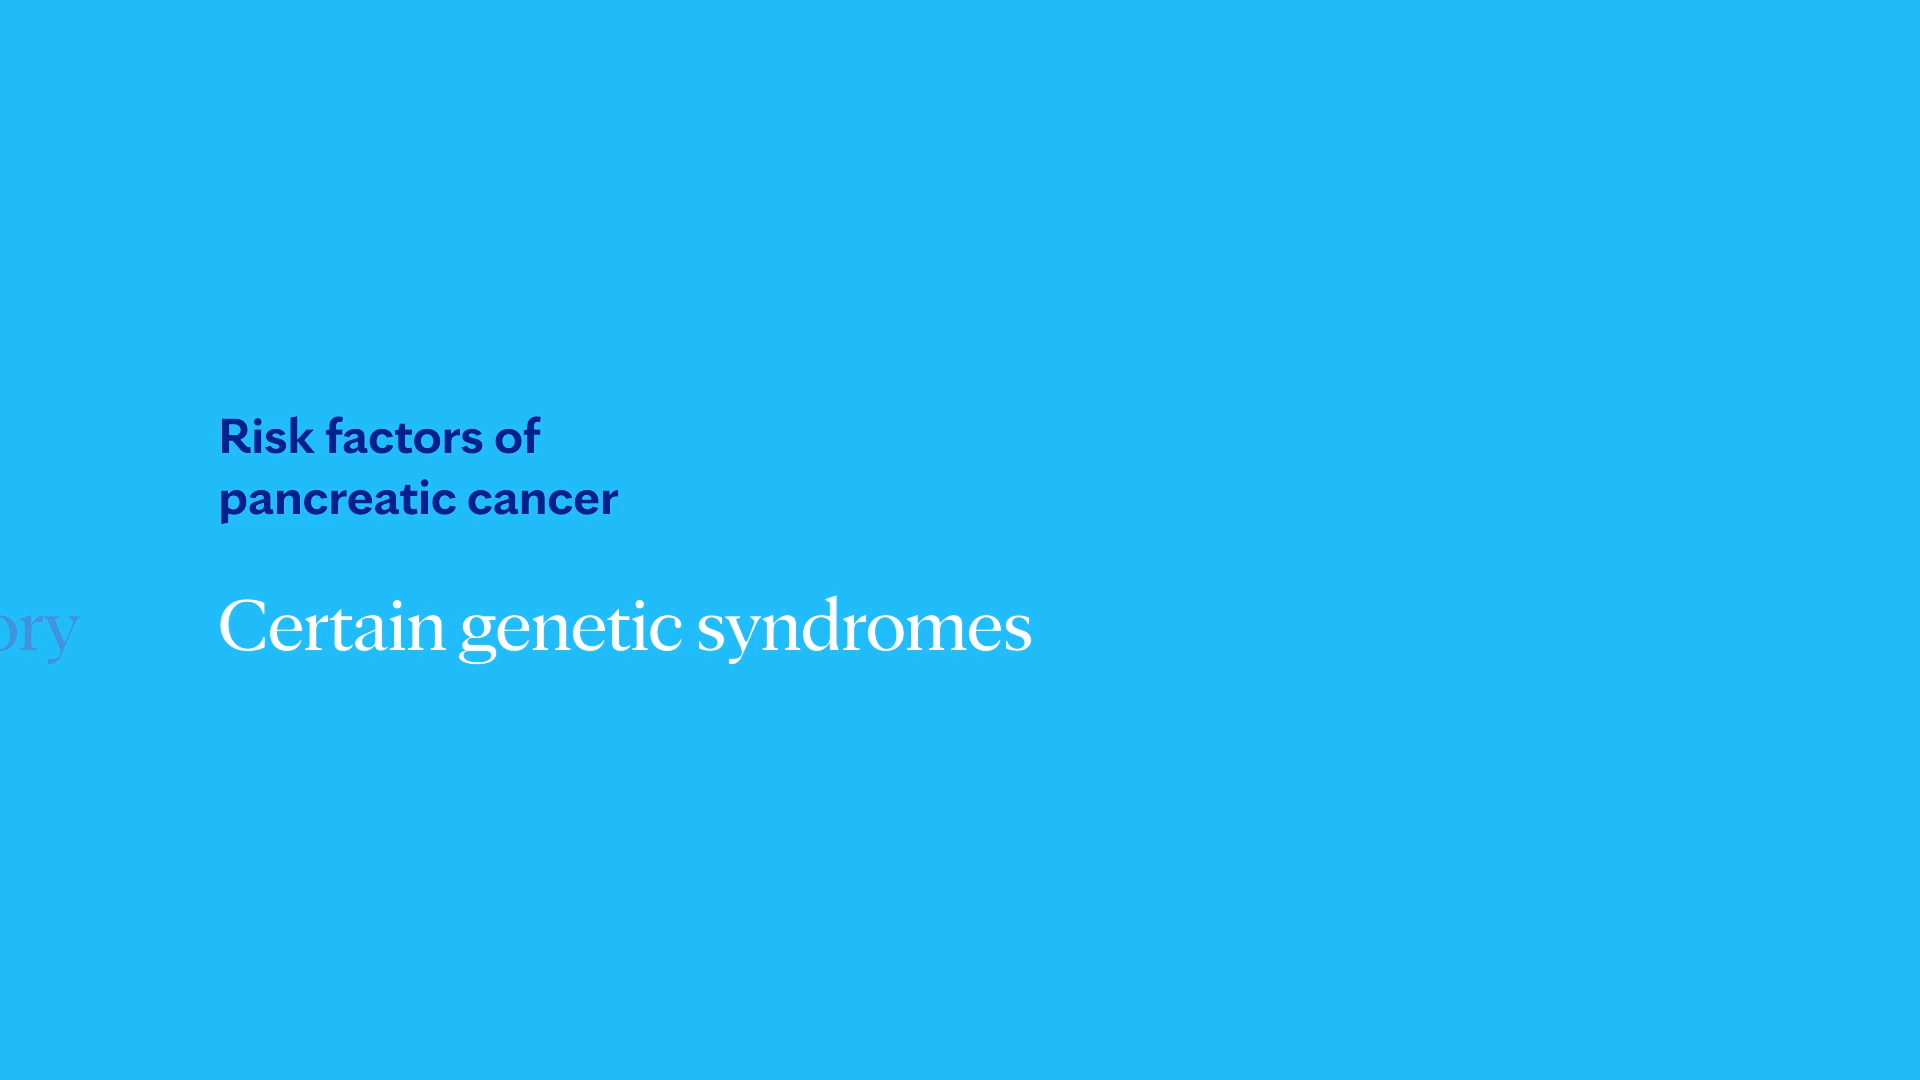 Risk factors of
pancreatic cancer
Certain genetic syndromes